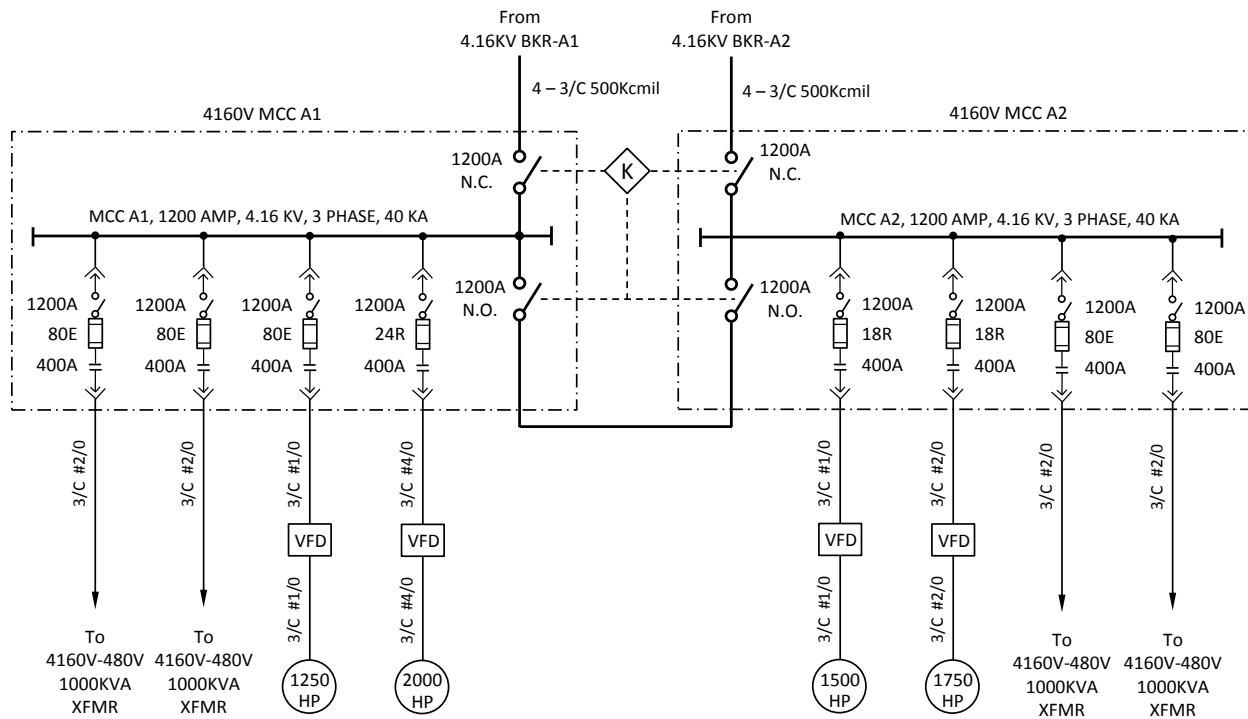 From
4.16KV BKR-A1
From
4.16KV BKR-A2
4 – 3/C 500Kcmil
4 – 3/C 500Kcmil
4160V MCC A1
4160V MCC A2
1200A
N.C.
K
1200A
N.C.
MCC A1, 1200 AMP, 4.16 KV, 3 PHASE, 40 KA
MCC A2, 1200 AMP, 4.16 KV, 3 PHASE, 40 KA
1200A
N.O.
1200A
N.O.
1200A
80E
400A
1200A
80E
400A
1200A
80E
400A
1200A
24R
400A
1200A
18R
400A
1200A
18R
400A
1200A
80E
400A
1200A
80E
400A
3/C #2/0
3/C #2/0
3/C #1/0
3/C #4/0
3/C #1/0
3/C #2/0
3/C #2/0
3/C #2/0
VFD
VFD
VFD
VFD
3/C #1/0
3/C #4/0
3/C #1/0
3/C #2/0
To
4160V-480V
1000KVA
XFMR
To
4160V-480V
1000KVA
XFMR
1250
HP
2000
HP
1500
HP
1750
HP
To
4160V-480V
1000KVA
XFMR
To
4160V-480V
1000KVA
XFMR